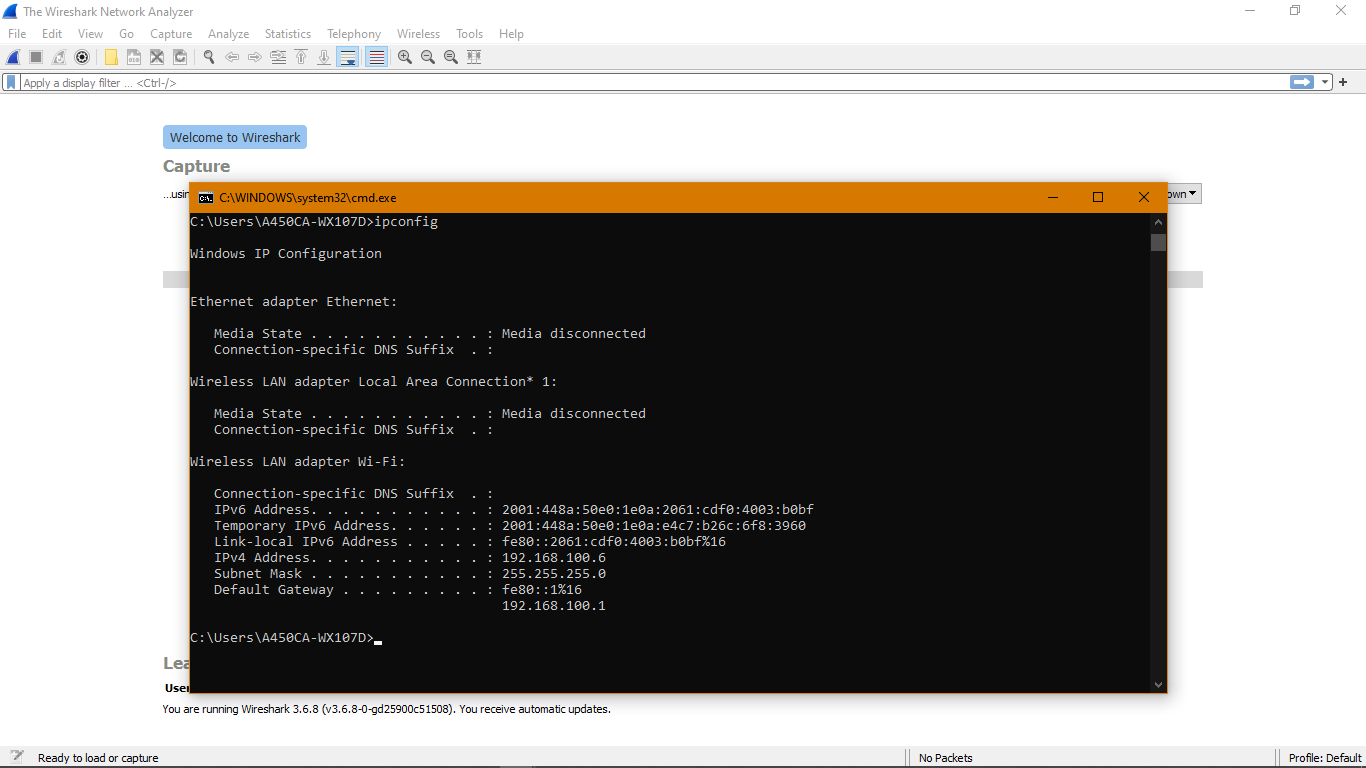 The Wireshark Network Analyzer
File Edit View Go Capture Analyze Statistics Telephony Wireless Tools Help
Apply a display filter ... <Ctrl-/>
Welcome to Wireshark
Capture
...usin
own
C:\WINDOWS\system32\cmd.exe
C:\Users\A450CA-WX107D>ipconfig
Windows IP Configuration
Ethernet adapter Ethernet:
Media State . . . . . . . . . . . : Media disconnected
Connection-specific DNS Suffix . :
Wireless LAN adapter Local Area Connection* 1:
Media State . . . . . . . . . . . : Media disconnected
Connection-specific DNS Suffix . :
Wireless LAN adapter Wi-Fi:
Connection-specific DNS Suffix . :
IPv6 Address. . . . . . . . . . . : 2001:448a:50e0:1e0a:2061:cdf0:4003:b0bf
Temporary IPv6 Address. . . . . . : 2001:448a:50e0:1e0a:e4c7:b26c:6f8:3960
Link-local IPv6 Address . . . . . : fe80::2061:cdf0:4003:b0bf%16
IPv4 Address. . . . . . . . . . . : 192.168.100.6
Subnet Mask . . . . . . . . . . . : 255.255.255.0
Default Gateway . . . . . . . . . : fe80::1%16
192.168.100.1
C:\Users\A450CA-WX107D>
Lea
User
You are running Wireshark 3.6.8 (v3.6.8-0-gd25900c51508). You receive automatic updates.
Ready to load or capture
No Packets
Profile: Default